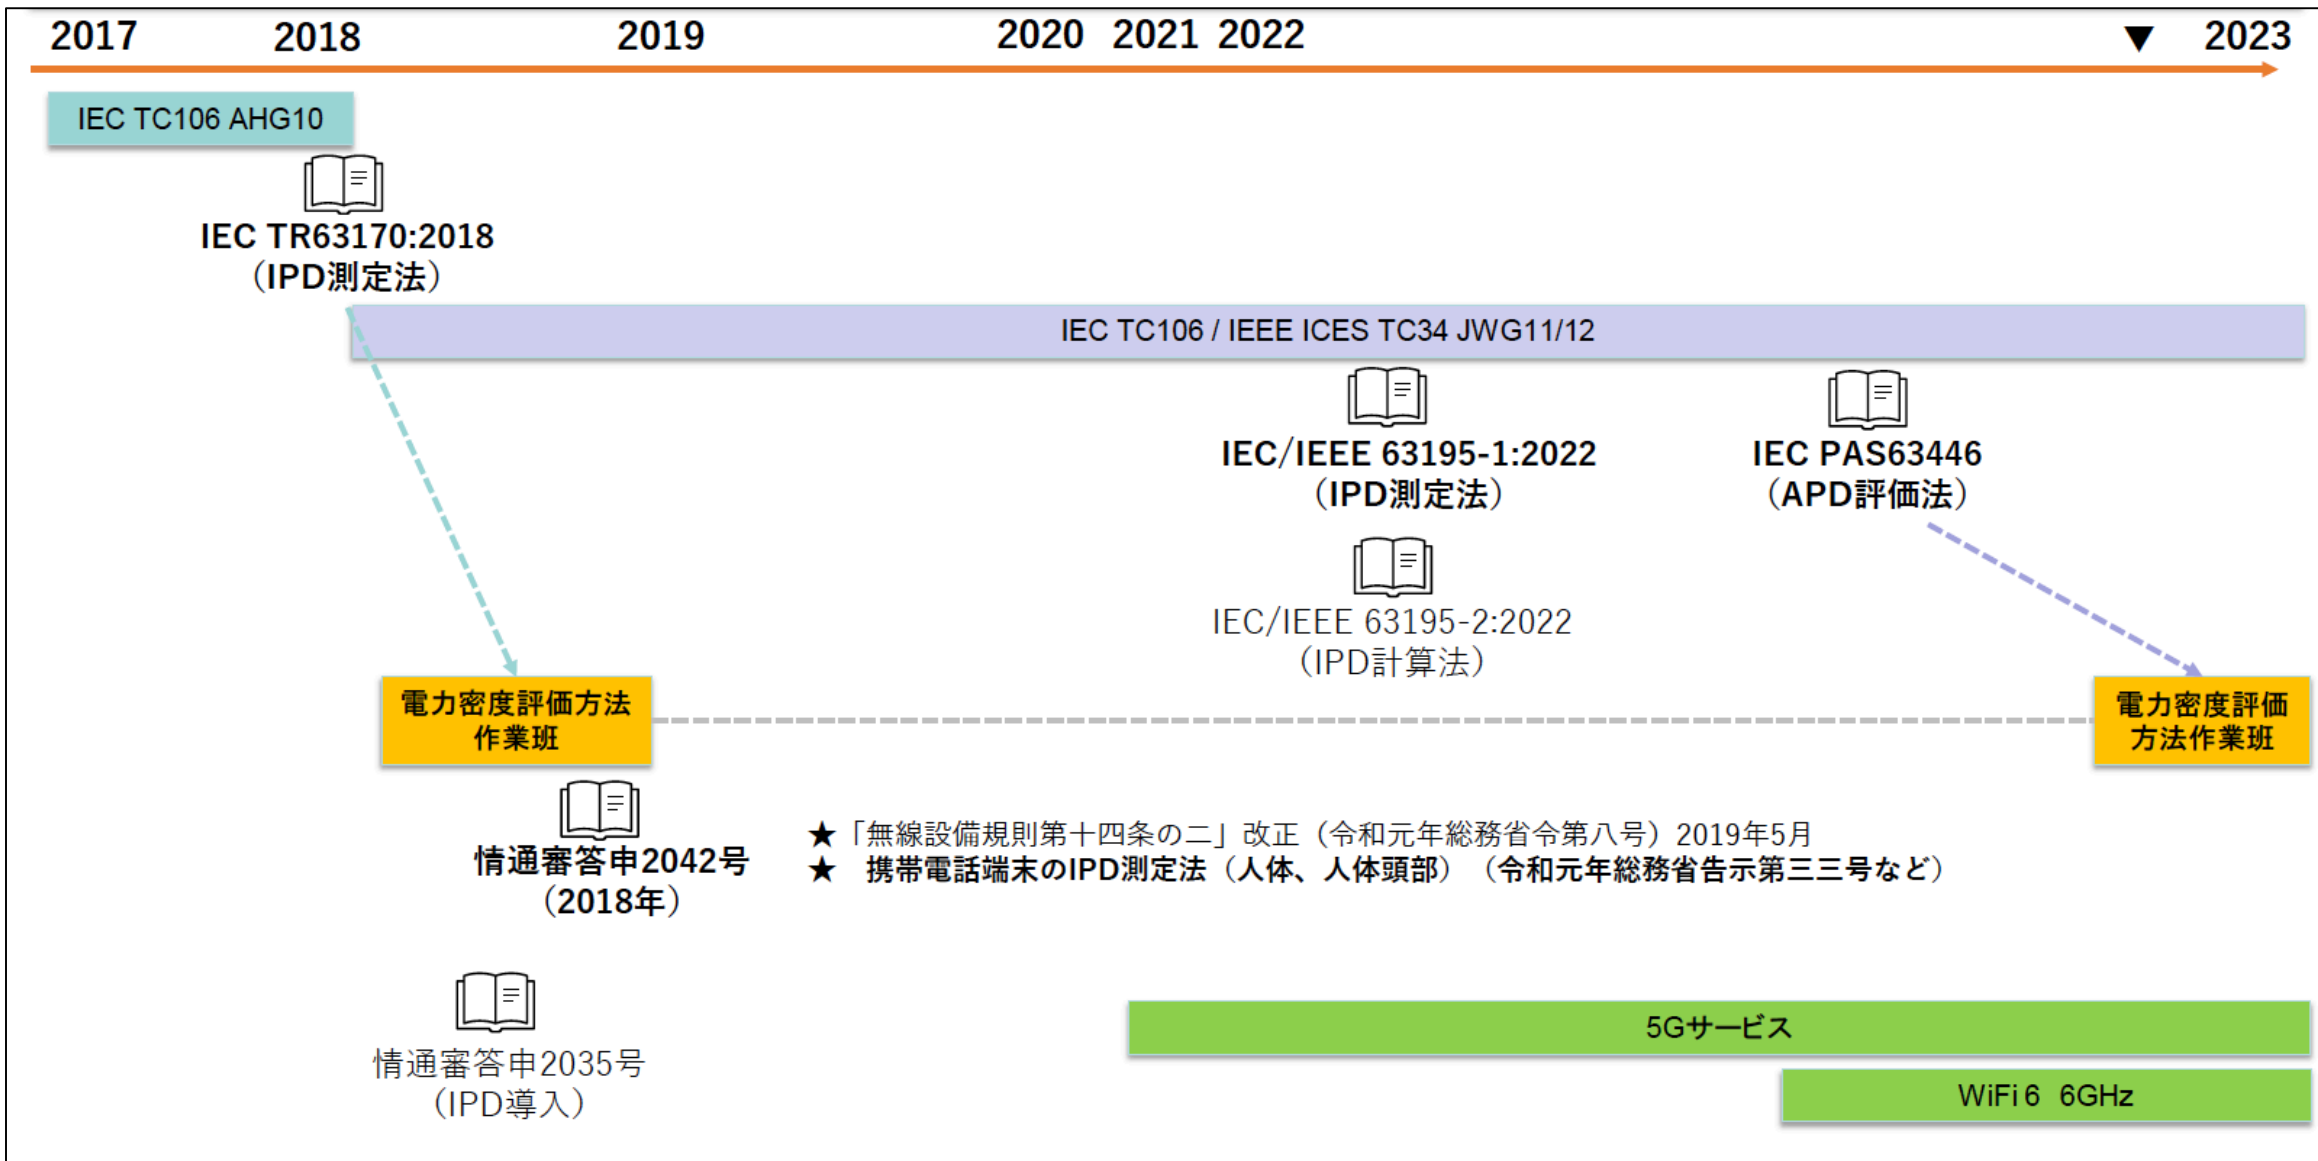 2017 2018 2019 2020 2021 2022 ▼ 2023
IEC TC106 AHG10
IEC TR63170:2018
（IPD測定法）
IEC TC106 / IEEE ICES TC34 JWG11/12
IEC/IEEE 63195-1:2022
（IPD測定法）
IEC PAS63446
（APD評価法）
IEC/IEEE 63195-2:2022
（IPD計算法）
電力密度評価方法
作業班
電力密度評価
方法作業班
情通審答申2042号
（2018年）
★「無線設備規則第十四条の二」改正（令和元年総務省令第八号）2019年5月
★ 携帯電話端末のIPD測定法（人体、人体頭部）（令和元年総務省告示第三三号など）
情通審答申2035号
（IPD導入）
5Gサービス
WiFi 6 6GHz